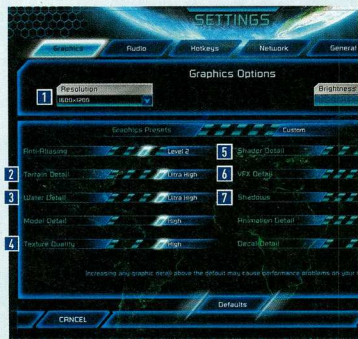 SETTINGS
Graphics Audio Hotkeys Network General
Graphics Options
1 Resolution Brightness
1600x1200
Graphics Presets Custom
Anti-Aliasing Level 2 5 Shader Detail
2 Terrain Detail Ultra High 6 VFX Detail
3 Water Detail Ultra High 7 Shadows
Model Detail High Animation Detail
4 Texture Quality High Decal Detail
Increasing any graphic detail above the default may cause performance problems on your
Defaults
CANCEL